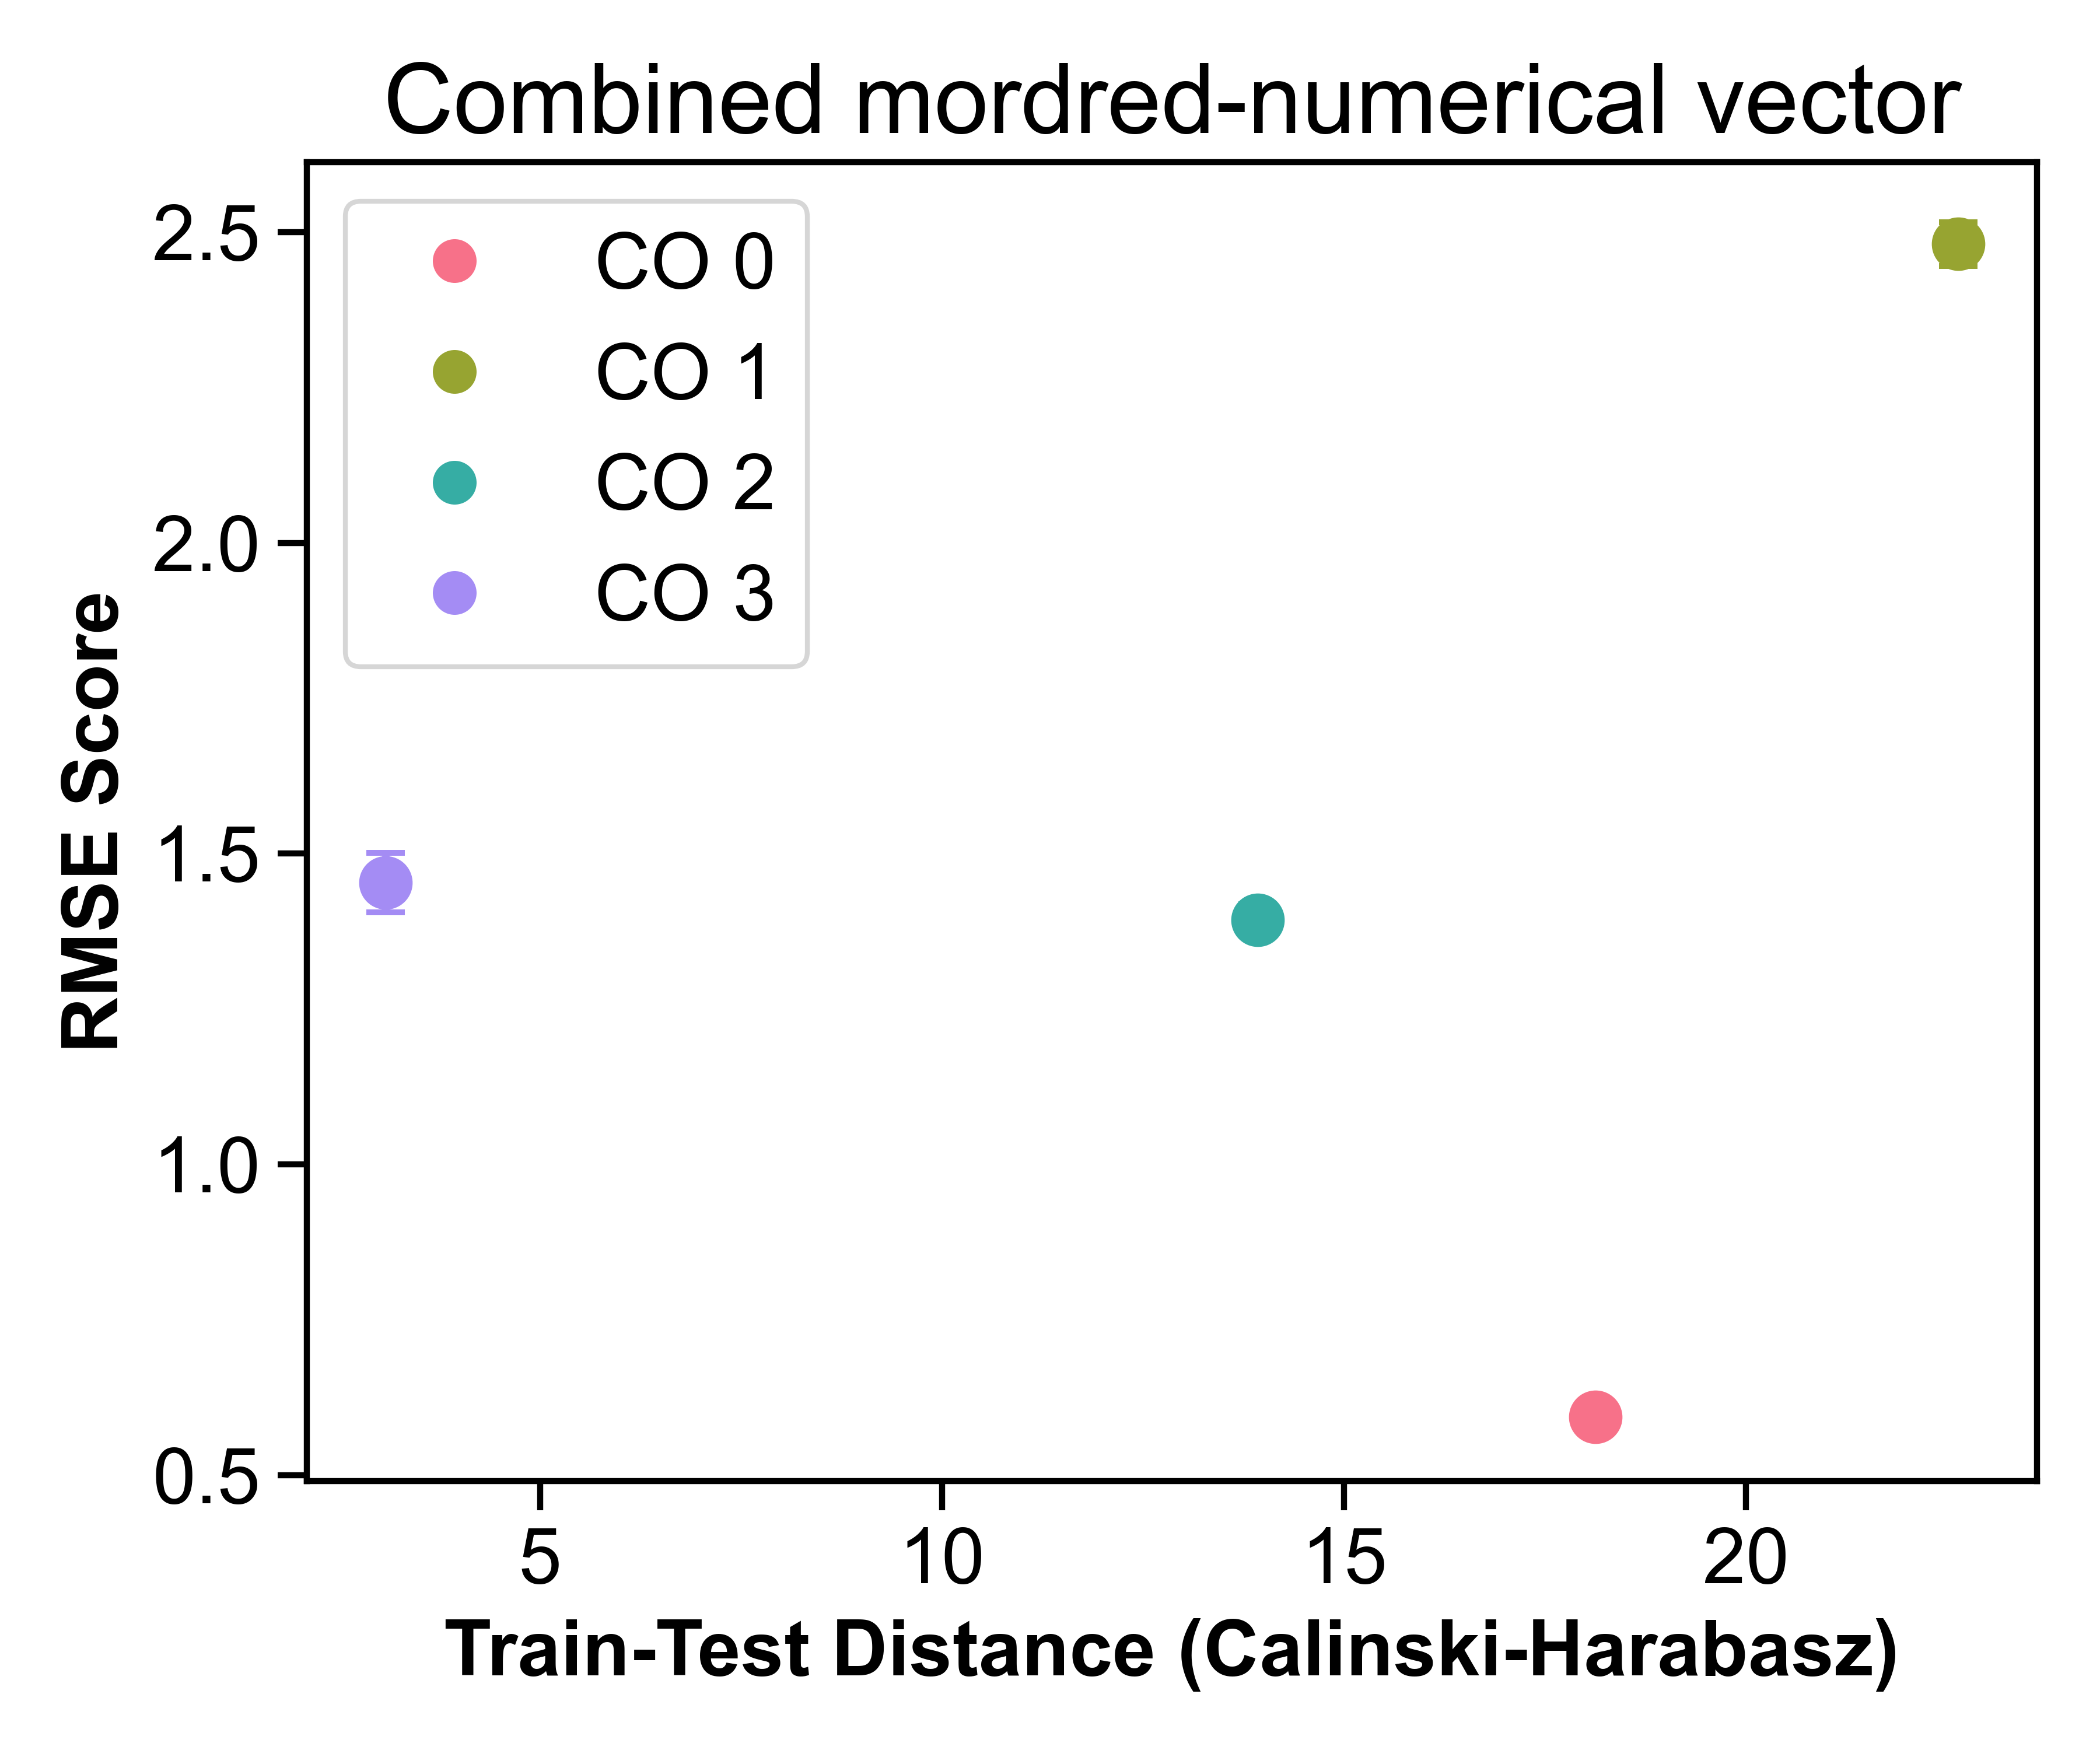 Combined mordred-numerical vector
CO 0
CO 1
CO 2
CO 3
RMSE Score
2.5
2.0
1.5
1.0
0.5
5 10 15 20
Train-Test Distance (Calinski-Harabasz)